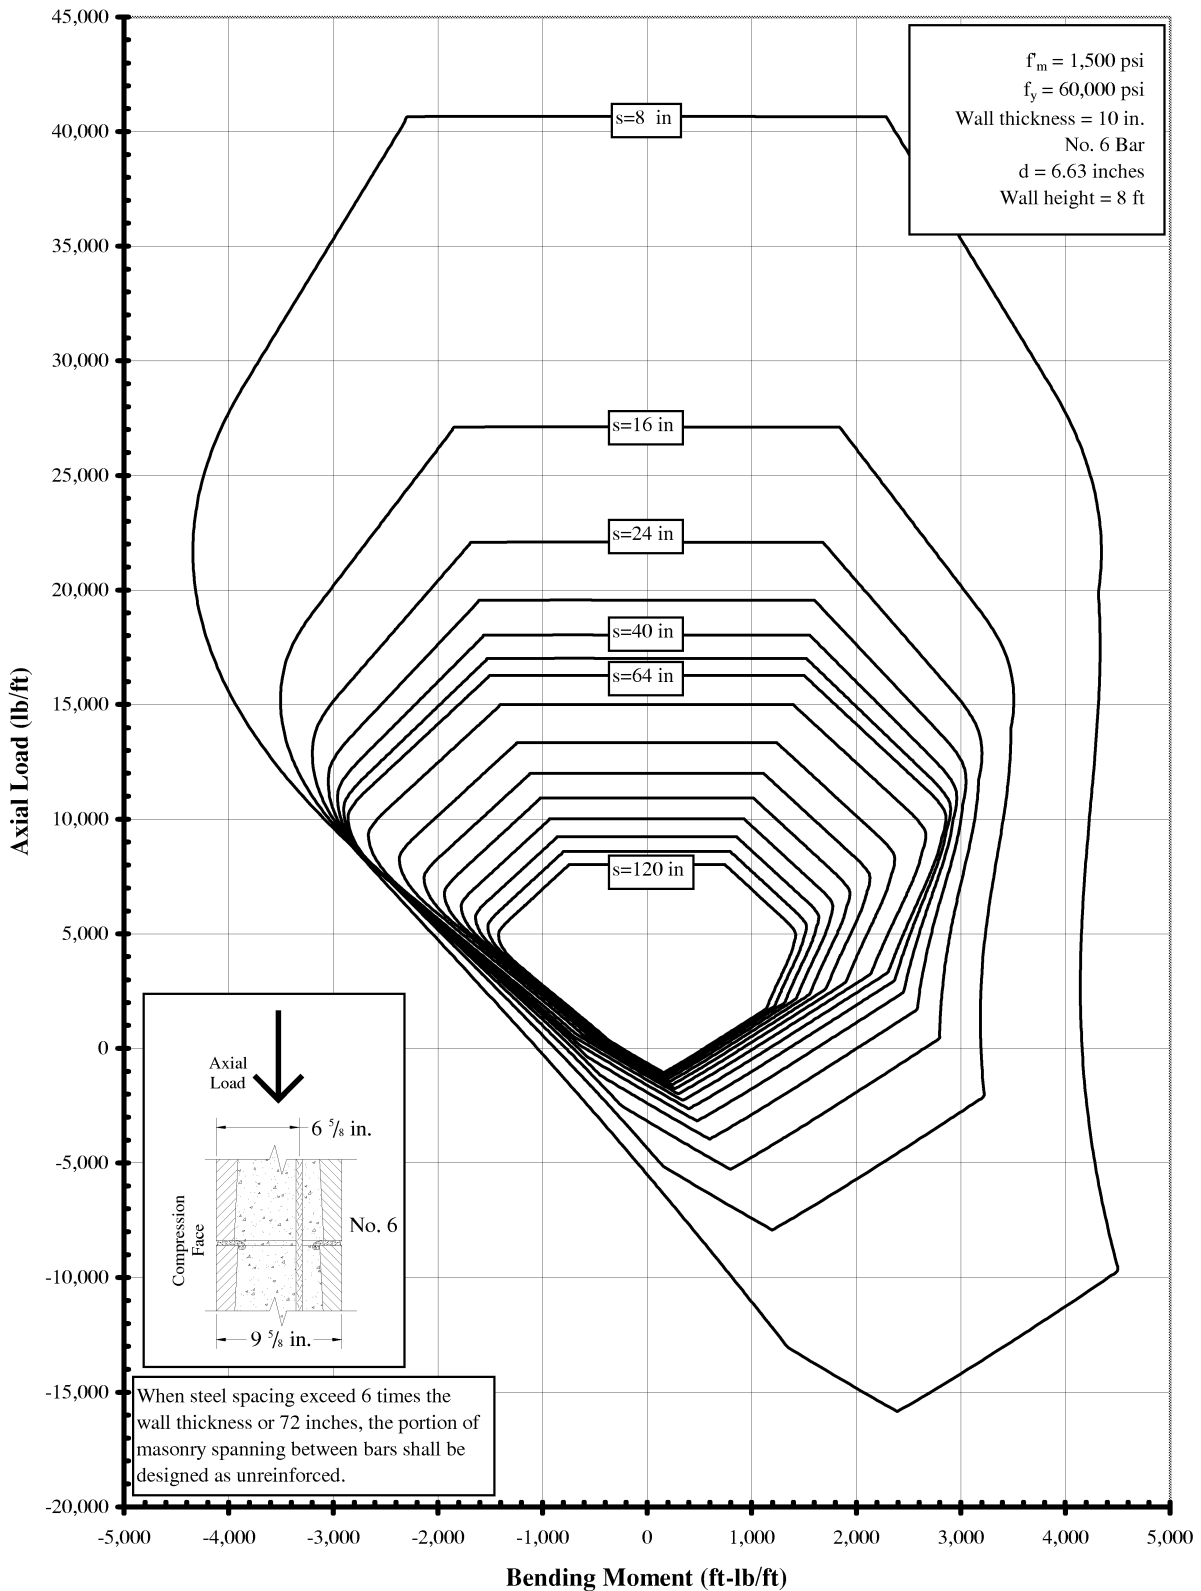 45,000
40,000
35,000
30,000
25,000
20,000
15,000
10,000
5,000
0
-5,000
-10,000
-15,000
-20,000
Axial Load (lb/ft)
f'm = 1,500 psi
fy = 60,000 psi
Wall thickness = 10 in.
No. 6 Bar
d = 6.63 inches
Wall height = 8 ft
s=8 in
s=16 in
s=24 in
s=40 in
s=64 in
s=120 in
Axial
Load
6 5/8 in.
Compression
Face
No. 6
9 5/8 in.
When steel spacing exceed 6 times the
wall thickness or 72 inches, the portion of
masonry spanning between bars shall be
designed as unreinforced.
-5,000 -4,000 -3,000 -2,000 -1,000 0 1,000 2,000 3,000 4,000 5,000
Bending Moment (ft-lb/ft)